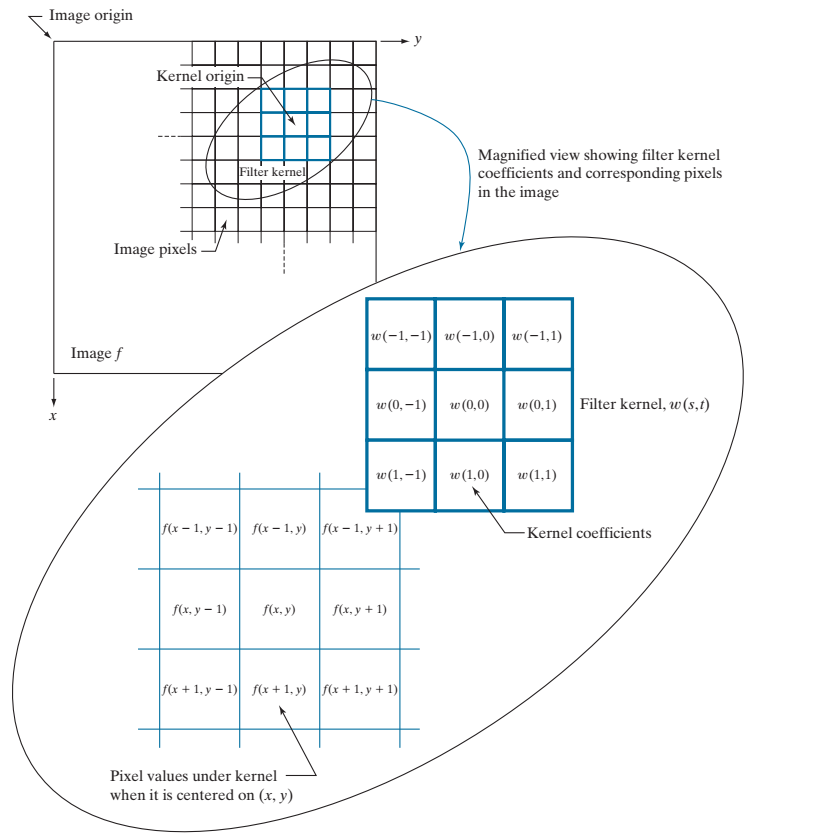 Image origin
y
Kernel origin
Magnified view showing filter kernel
coefficients and corresponding pixels
in the image
Filter kernel
Image pixels
Image f
x
w(−1,−1) w(−1,0) w(−1,1)
w(0,−1) w(0,0) w(0,1)
Filter kernel, w(s,t)
w(1,−1) w(1,0) w(1,1)
Kernel coefficients
f(x − 1, y − 1) f(x − 1, y) f(x − 1, y + 1)
f(x, y − 1) f(x, y) f(x, y + 1)
f(x + 1, y − 1) f(x + 1, y) f(x + 1, y + 1)
Pixel values under kernel
when it is centered on (x, y)